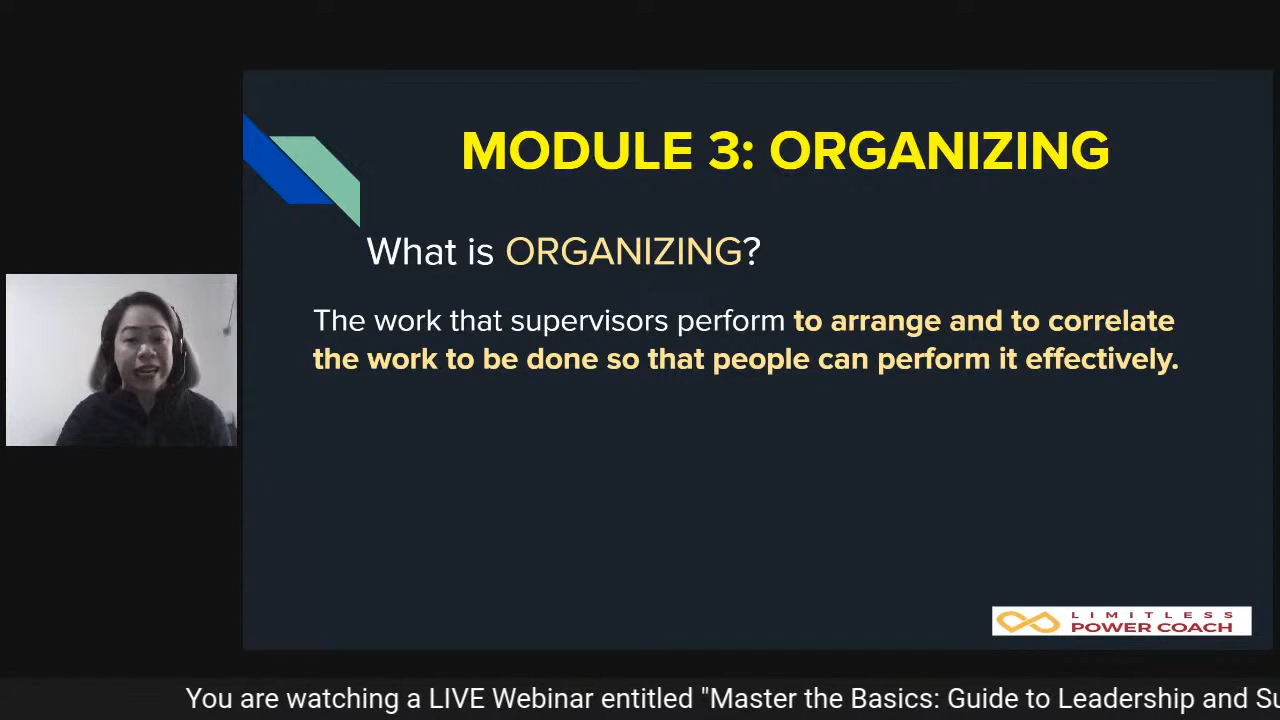 MODULE 3: ORGANIZING
What is ORGANIZING?
The work that supervisors perform to arrange and to correlate
the work to be done so that people can perform it effectively.
LIMITLESS
POWER COACH
You are watching a LIVE Webinar entitled "Master the Basics: Guide to Leadership and Su